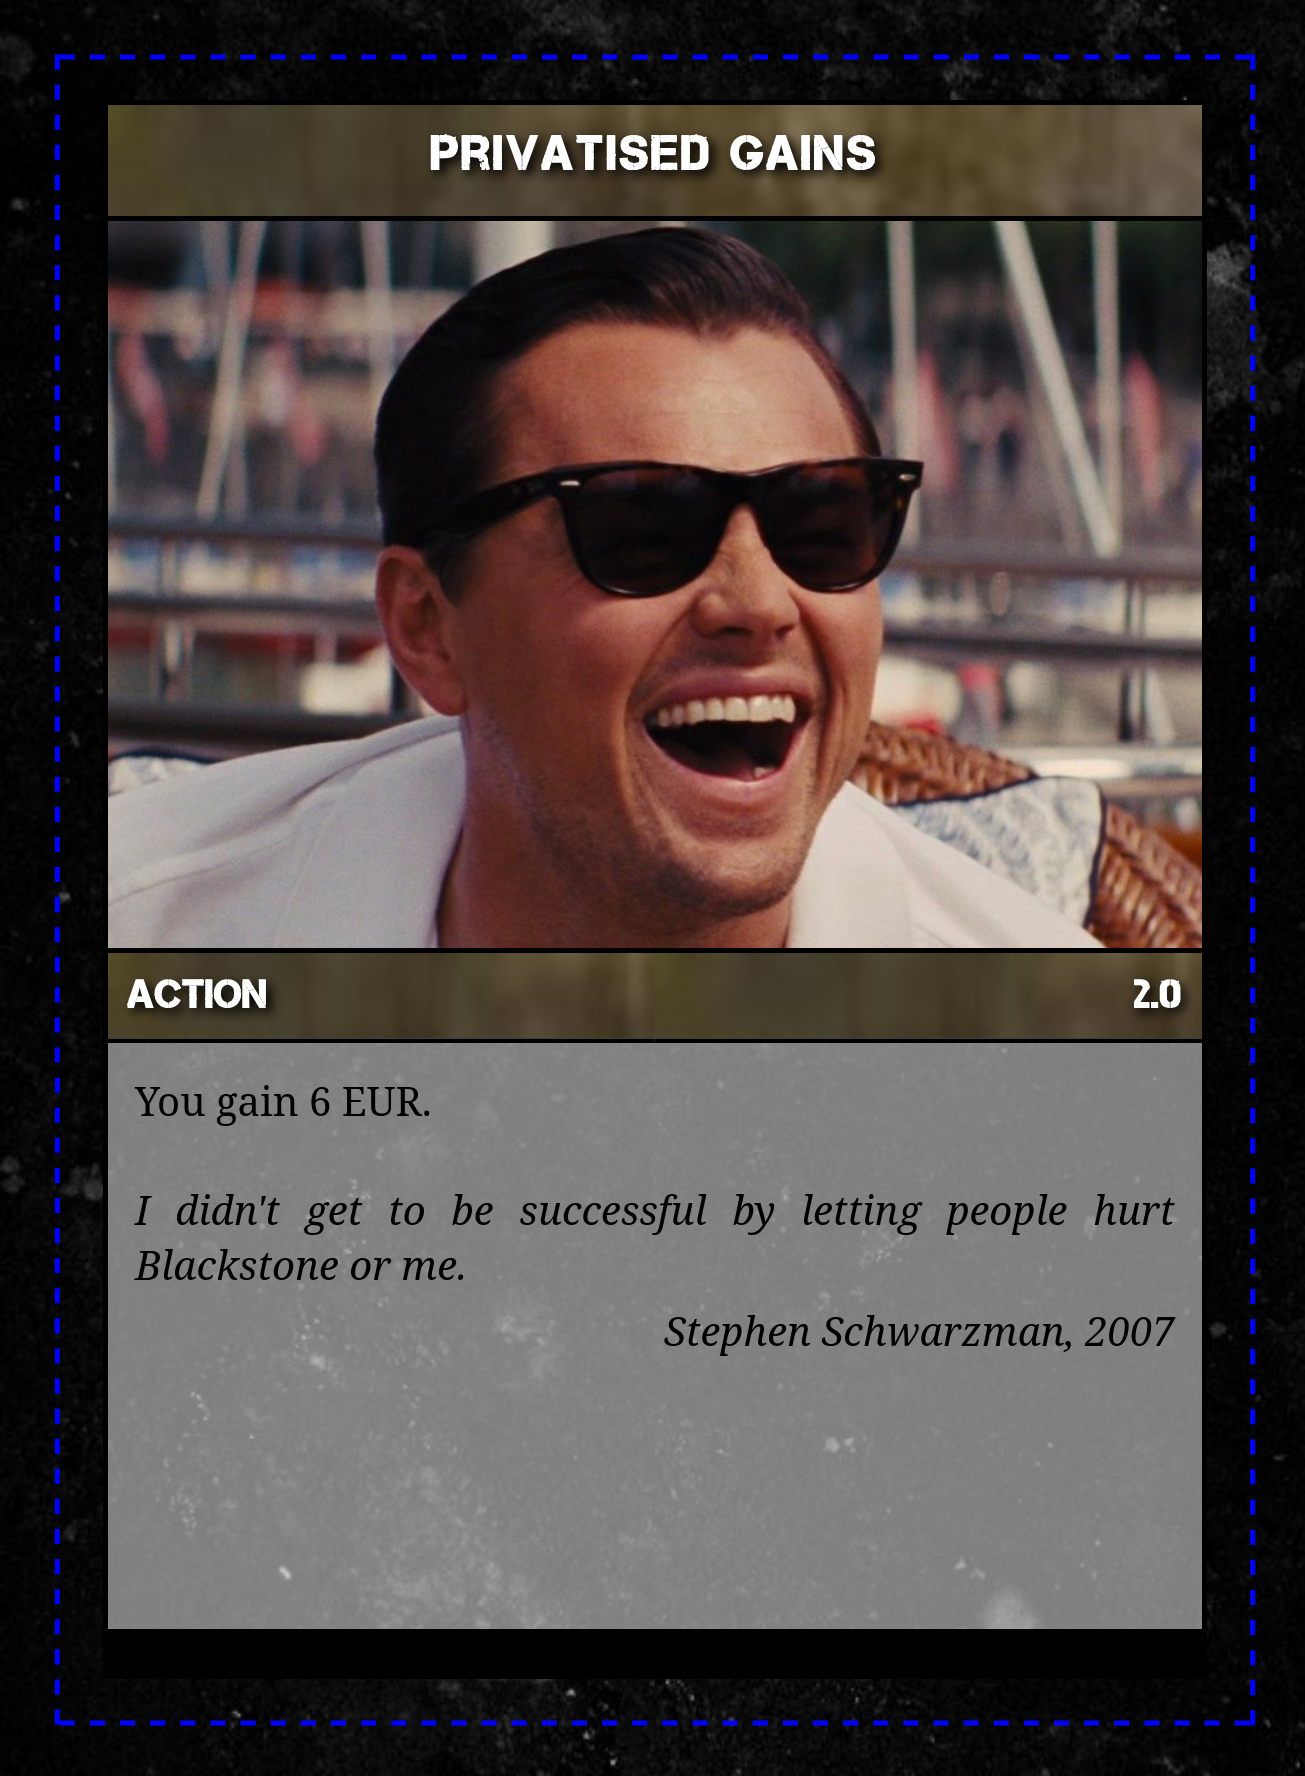 PRIVATISED GAINS
ACTION
2.0
You gain 6 EUR.
I didn't get to be successful by letting people hurt
Blackstone or me.
Stephen Schwarzman, 2007